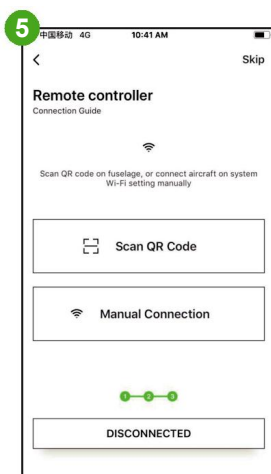 5
中国移动 4G 10:41 AM
Skip
Remote controller
Connection Guide
Scan QR code on fuselage, or connect aircraft on system
Wi-Fi setting manually
Scan QR Code
Manual Connection
1 2 3
DISCONNECTED